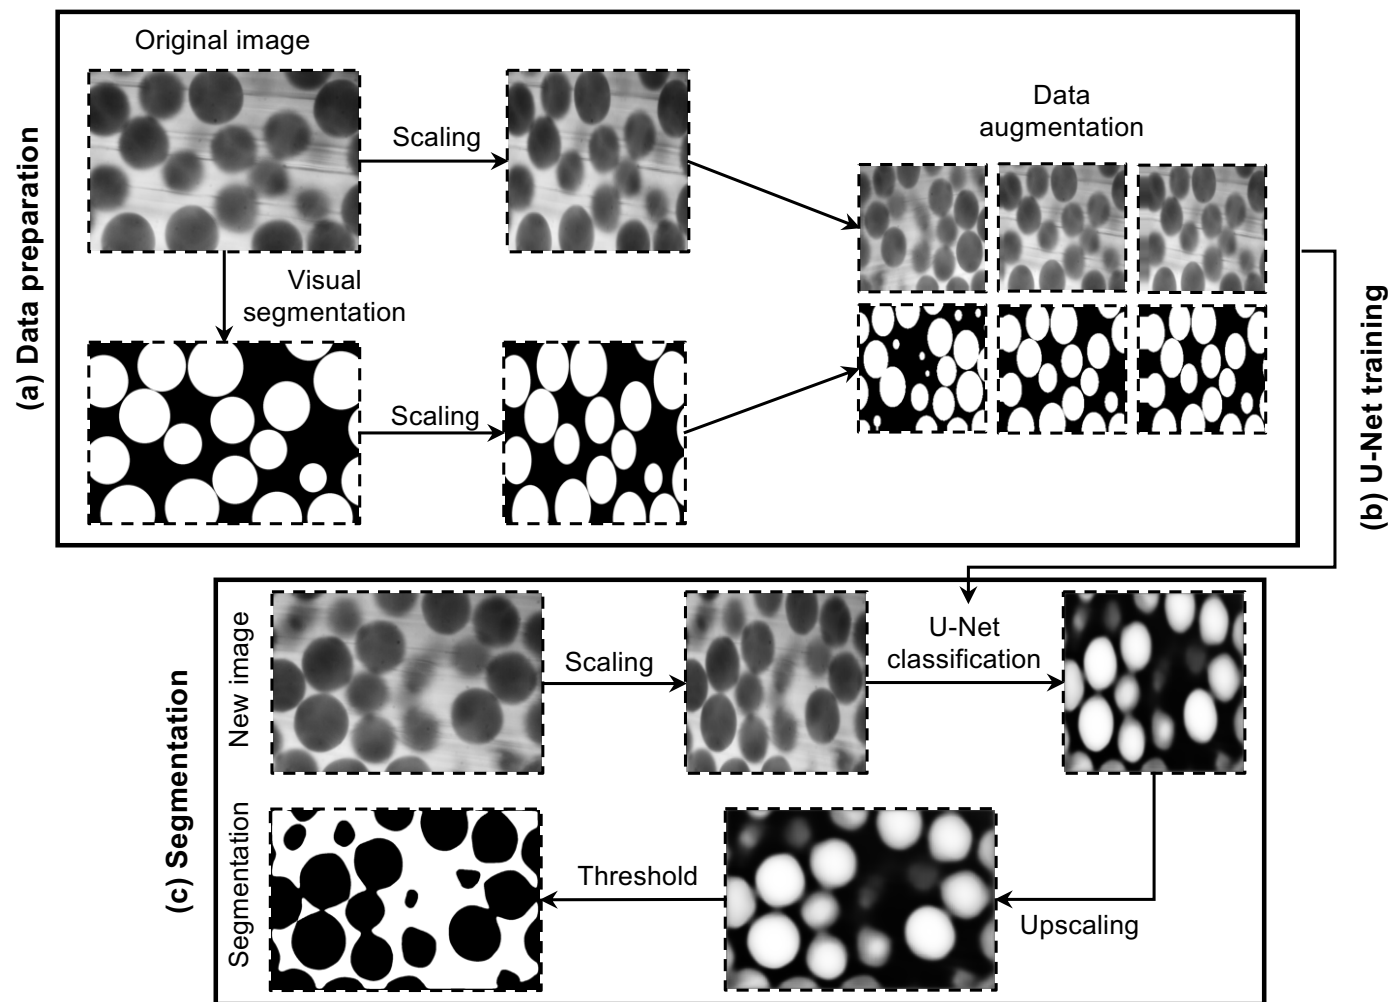 (a) Data preparation
Original image
Scaling
Data
augmentation
Visual
segmentation
Scaling
(b) U-Net training
(c) Segmentation
New image
Scaling
U-Net
classification
Segmentation
Threshold
Upscaling